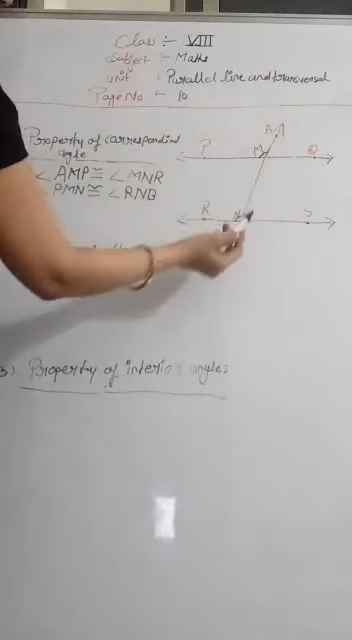 Class :- VIII
Subject :- Maths
Unit : Parallel line and transversal
Page No :- 10
Property of corresponding
angle
∠AMP ≅ ∠MNR
∠PMN ≅ ∠RNB
A
P M Q
R N S
3) Property of interior angles